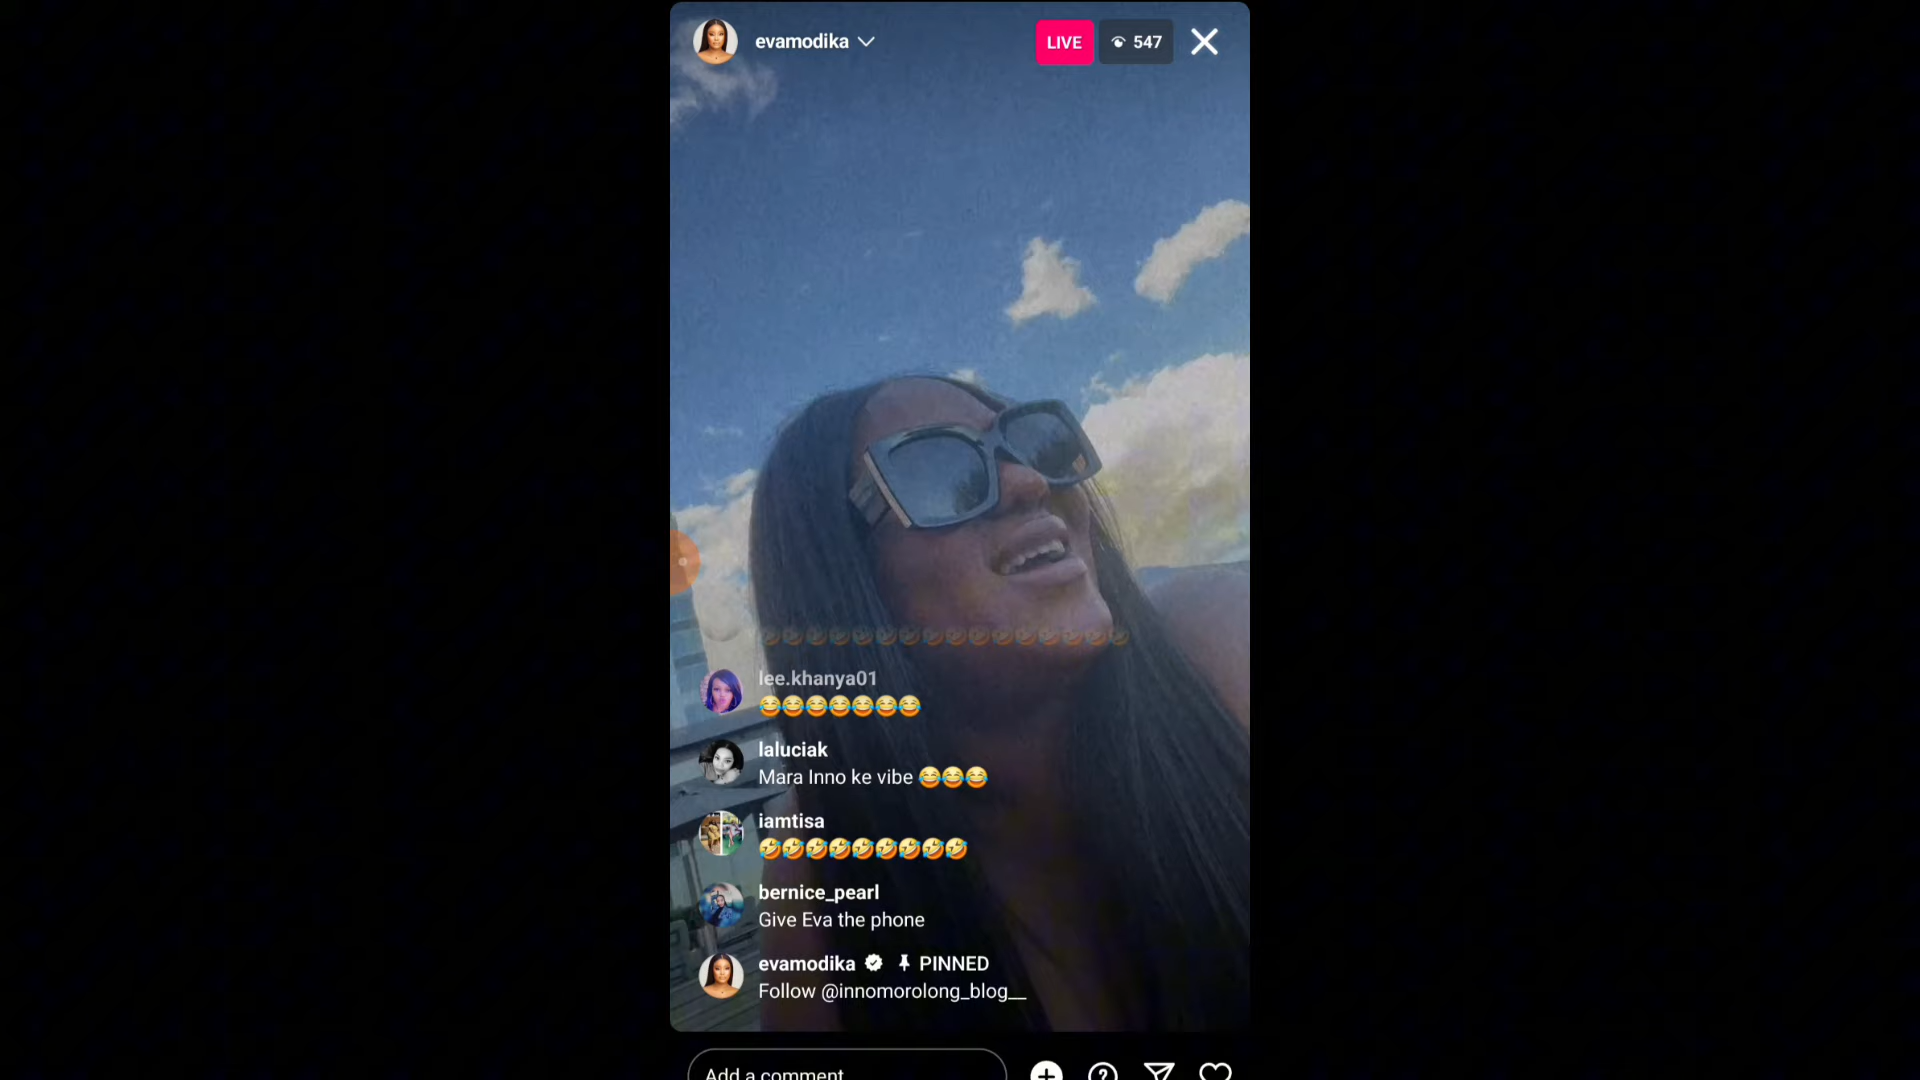 evamodika
LIVE 547
lee.khanya01
😂😂😂😂😂😂😂
laluciak
Mara Inno ke vibe 😂😂😂
iamtisa
🤣🤣🤣🤣🤣🤣🤣🤣🤣
bernice_pearl
Give Eva the phone
evamodika PINNED
Follow @innomorolong_blog__
Add a comment